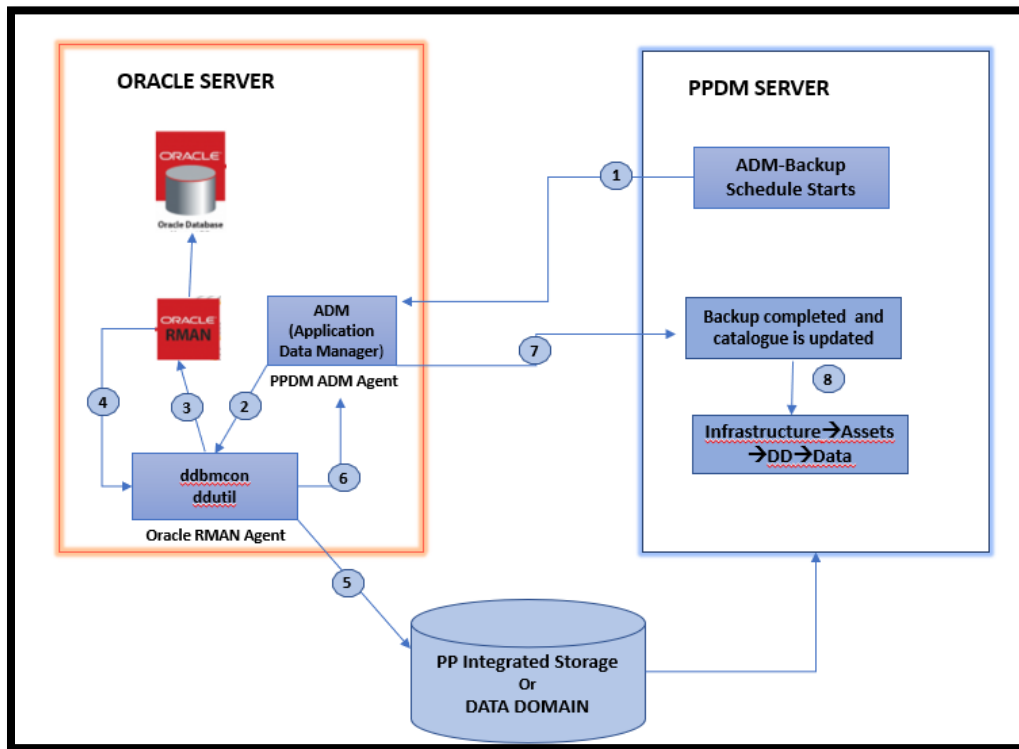 ORACLE SERVER
ORACLE
Oracle Database
ORACLE
RMAN
ADM
(Application
Data Manager)
PPDM ADM Agent
4
3
2
ddbmcon
ddutil
Oracle RMAN Agent
6
5
1
7
PPDM SERVER
ADM-Backup
Schedule Starts
Backup completed and
catalogue is updated
8
Infrastructure→Assets
→DD→Data
PP Integrated Storage
Or
DATA DOMAIN